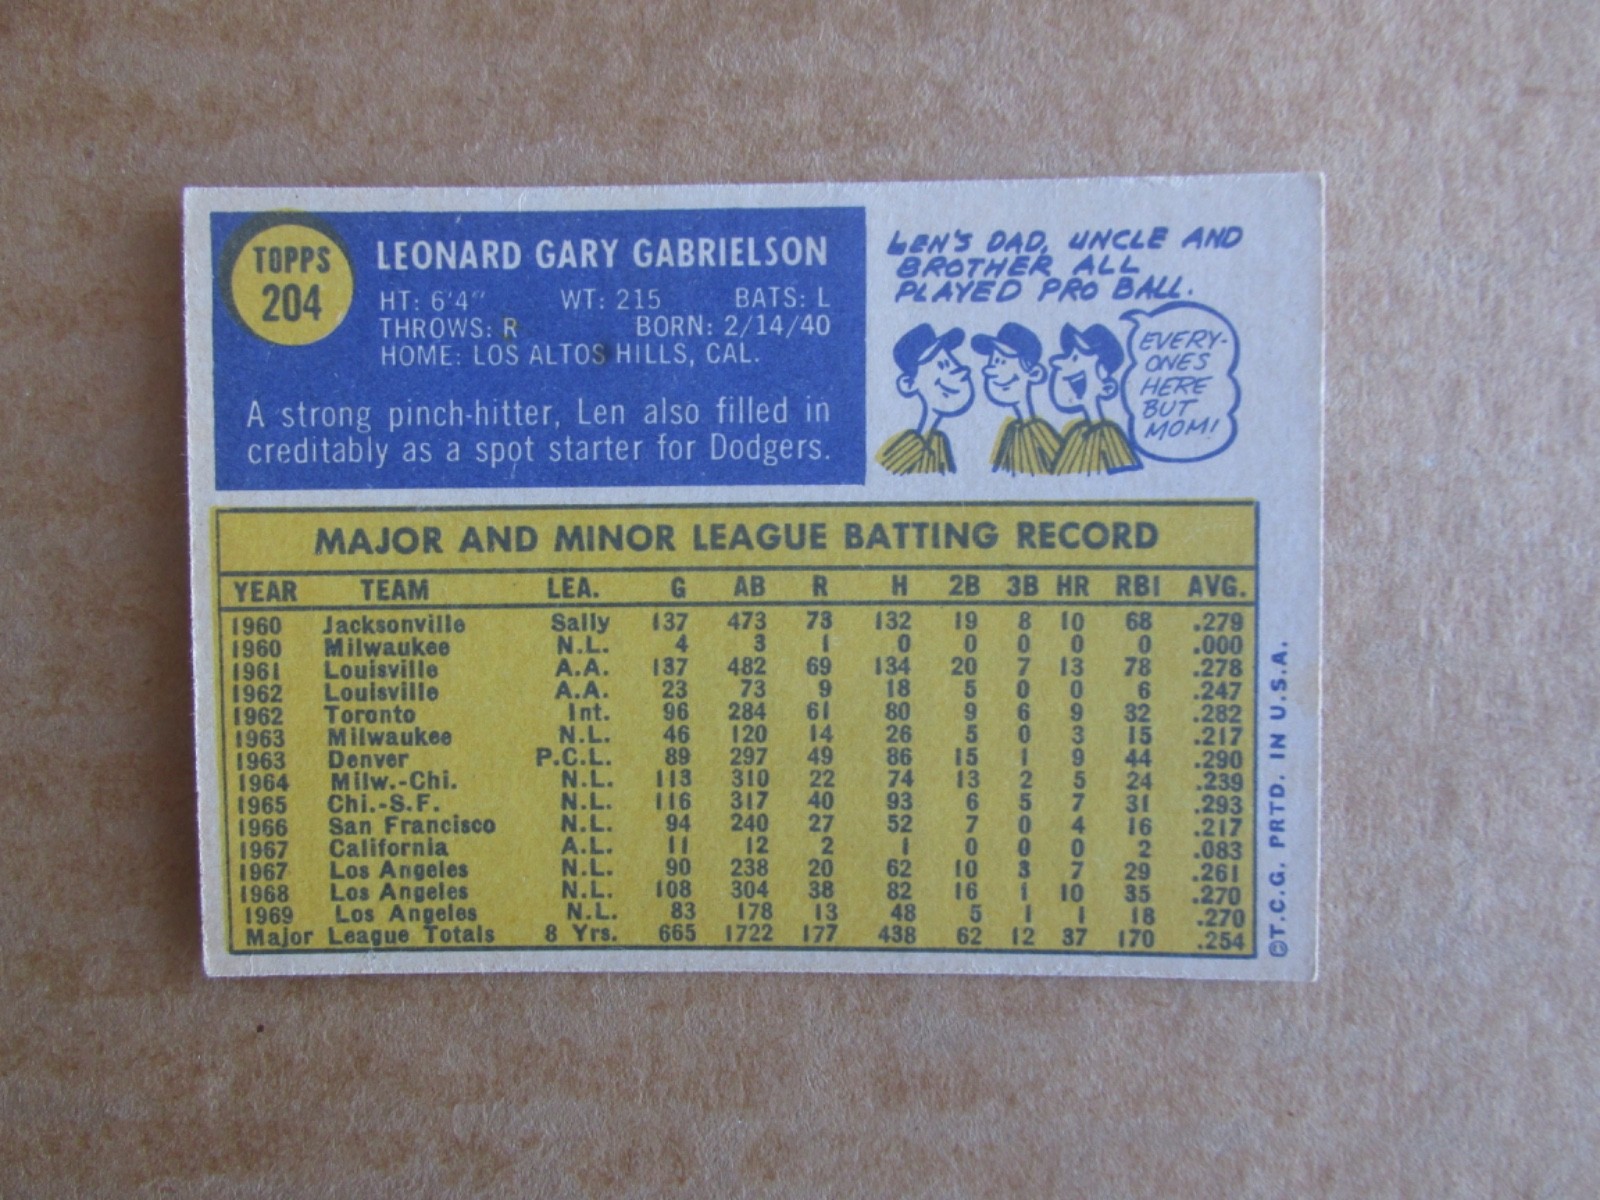 TOPPS
204
LEONARD GARY GABRIELSON
HT: 6'4" WT: 215 BATS: L
THROWS: R BORN: 2/14/40
HOME: LOS ALTOS HILLS, CAL.
A strong pinch-hitter, Len also filled in
creditably as a spot starter for Dodgers.
LEN'S DAD, UNCLE AND
BROTHER ALL
PLAYED PRO BALL.
EVERY-
ONES
HERE
BUT
MOM!
MAJOR AND MINOR LEAGUE BATTING RECORD
YEAR TEAM LEA. G AB R H 2B 3B HR RBI AVG.
1960 Jacksonville Sally 137 473 73 132 19 8 10 68 .279
1960 Milwaukee N.L. 4 3 1 0 0 0 0 0 .000
1961 Louisville A.A. 137 482 69 134 20 7 13 78 .278
1962 Louisville A.A. 23 73 9 18 5 0 0 6 .247
1962 Toronto Int. 96 284 61 80 9 6 9 32 .282
1963 Milwaukee N.L. 46 120 14 26 5 0 3 15 .217
1963 Denver P.C.L. 89 297 49 86 15 1 9 44 .290
1964 Milw.-Chi. N.L. 113 310 22 74 13 2 5 24 .239
1965 Chi.-S.F. N.L. 116 317 40 93 6 5 7 31 .293
1966 San Francisco N.L. 94 240 27 52 7 0 4 16 .217
1967 California A.L. 11 12 2 1 0 0 0 2 .083
1967 Los Angeles N.L. 90 238 20 62 10 3 7 29 .261
1968 Los Angeles N.L. 108 304 38 82 16 1 10 35 .270
1969 Los Angeles N.L. 83 178 13 48 5 1 1 18 .270
Major League Totals 8 Yrs. 665 1722 177 438 62 12 37 170 .254
©T.C.G. PRTD. IN U.S.A.